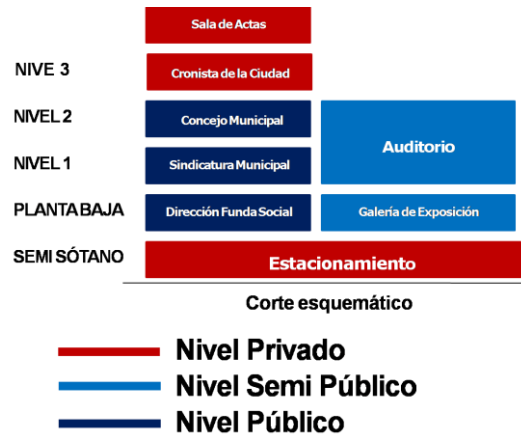 Sala de Actas
NIVE 3
Cronista de la Ciudad
NIVEL 2
Concejo Municipal
Auditorio
NIVEL 1
Sindicatura Municipal
PLANTA BAJA
Dirección Funda Social
Galería de Exposición
SEMI SÓTANO
Estacionamiento
Corte esquemático
Nivel Privado
Nivel Semi Público
Nivel Público